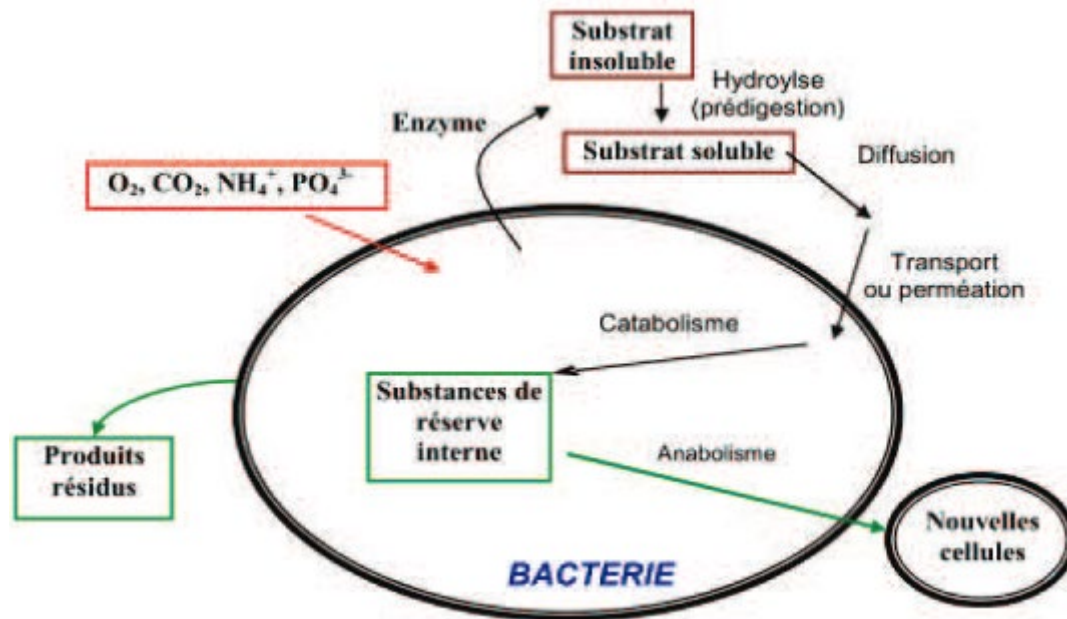 Substrat
insoluble
Hydroylse
(prédigestion)
Enzyme
Substrat soluble
Diffusion
O₂, CO₂, NH₄⁺, PO₄³⁻
Transport
ou perméation
Catabolisme
Substances de
réserve
interne
Anabolisme
Produits
résidus
Nouvelles
cellules
BACTERIE